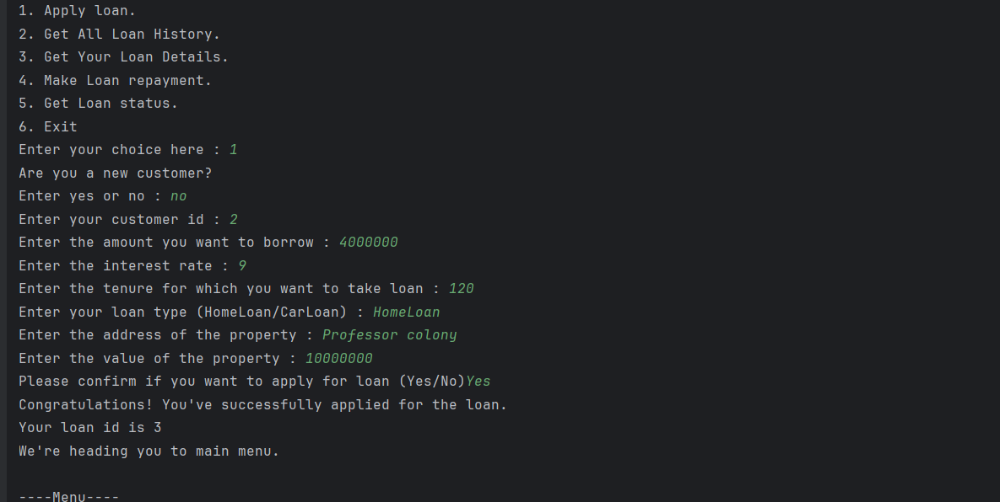 1. Apply loan.
2. Get All Loan History.
3. Get Your Loan Details.
4. Make Loan repayment.
5. Get Loan status.
6. Exit
Enter your choice here : 1
Are you a new customer?
Enter yes or no : no
Enter your customer id : 2
Enter the amount you want to borrow : 4000000
Enter the interest rate : 9
Enter the tenure for which you want to take loan : 120
Enter your loan type (HomeLoan/CarLoan) : HomeLoan
Enter the address of the property : Professor colony
Enter the value of the property : 10000000
Please confirm if you want to apply for loan (Yes/No)Yes
Congratulations! You've successfully applied for the loan.
Your loan id is 3
We're heading you to main menu.
----Menu----